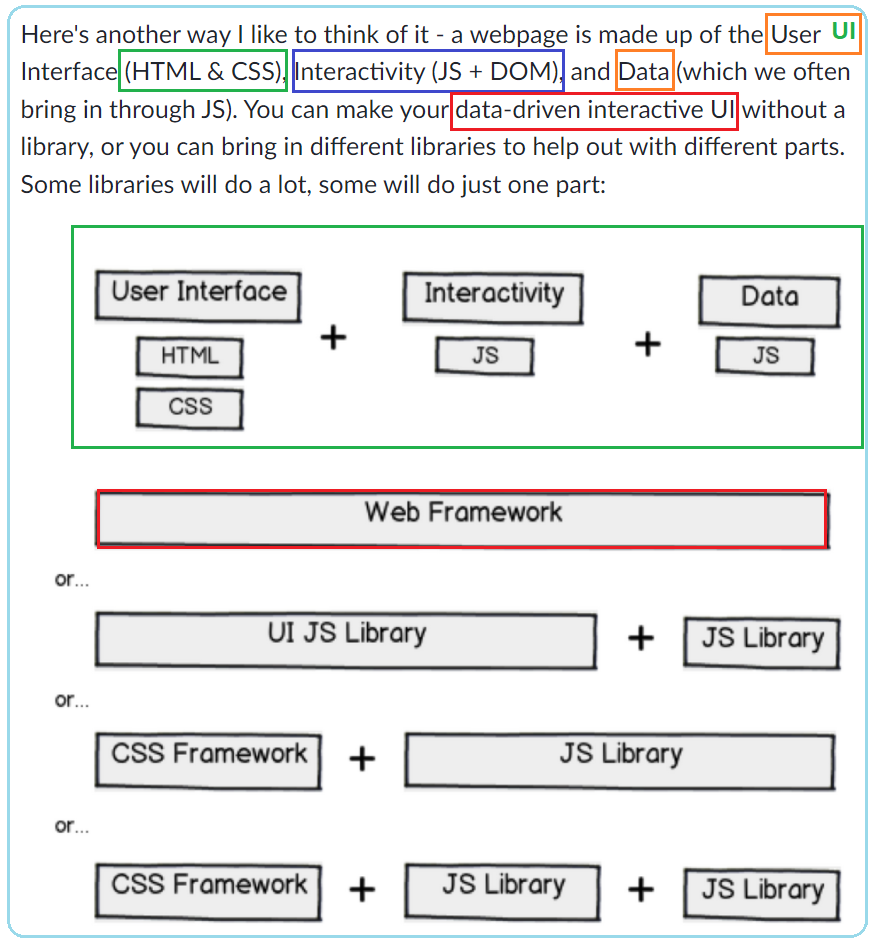 Here's another way I like to think of it - a webpage is made up of the User UI
Interface (HTML & CSS), Interactivity (JS + DOM), and Data (which we often
bring in through JS). You can make your data-driven interactive UI without a
library, or you can bring in different libraries to help out with different parts.
Some libraries will do a lot, some will do just one part:
User Interface + Interactivity + Data
HTML JS JS
CSS
Web Framework
or...
UI JS Library + JS Library
or...
CSS Framework + JS Library
or...
CSS Framework + JS Library + JS Library